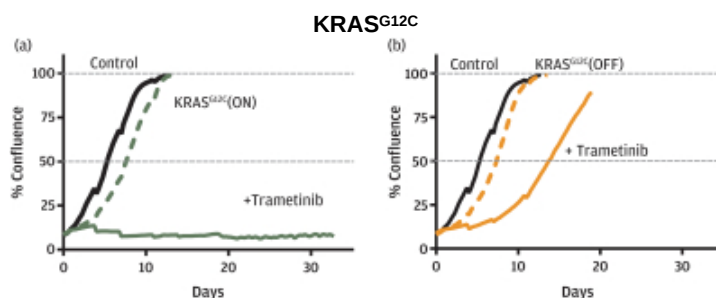 KRASG12C
(a)
Control
KRASG12C(ON)
+Trametinib
% Confluence
100
75
50
25
0
0 10 20 30
Days
(b)
Control KRASG12C(OFF)
+ Trametinib
% Confluence
100
75
50
25
0
0 10 20 30
Days